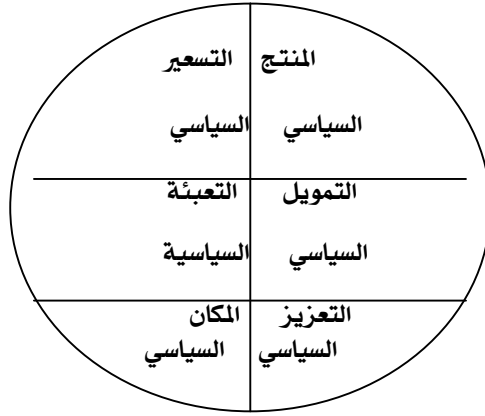 المنتج
السياسي
التسعير
السياسي
التمويل
السياسي
التعبئة
السياسية
التعزيز
السياسي
المكان
السياسي